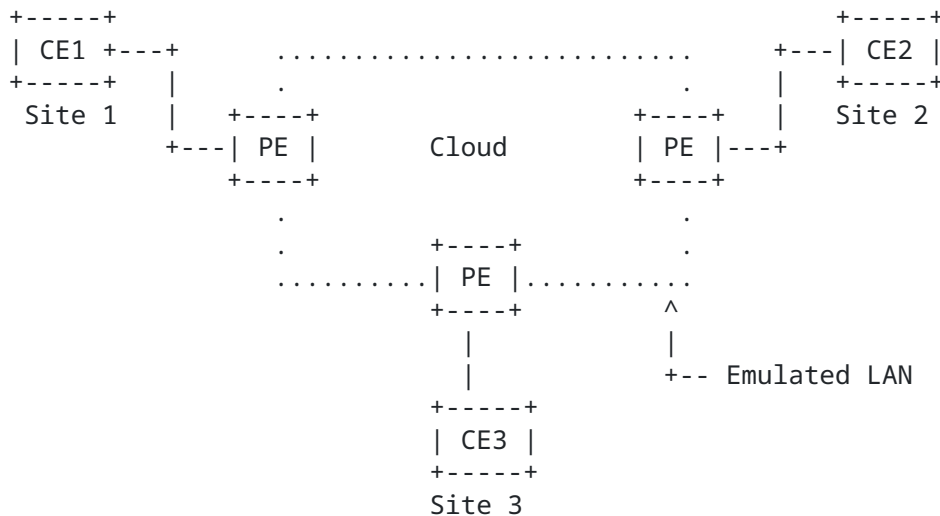 CE1 CE2
Site 1 Site 2
PE Cloud PE
PE
Emulated LAN
CE3
Site 3